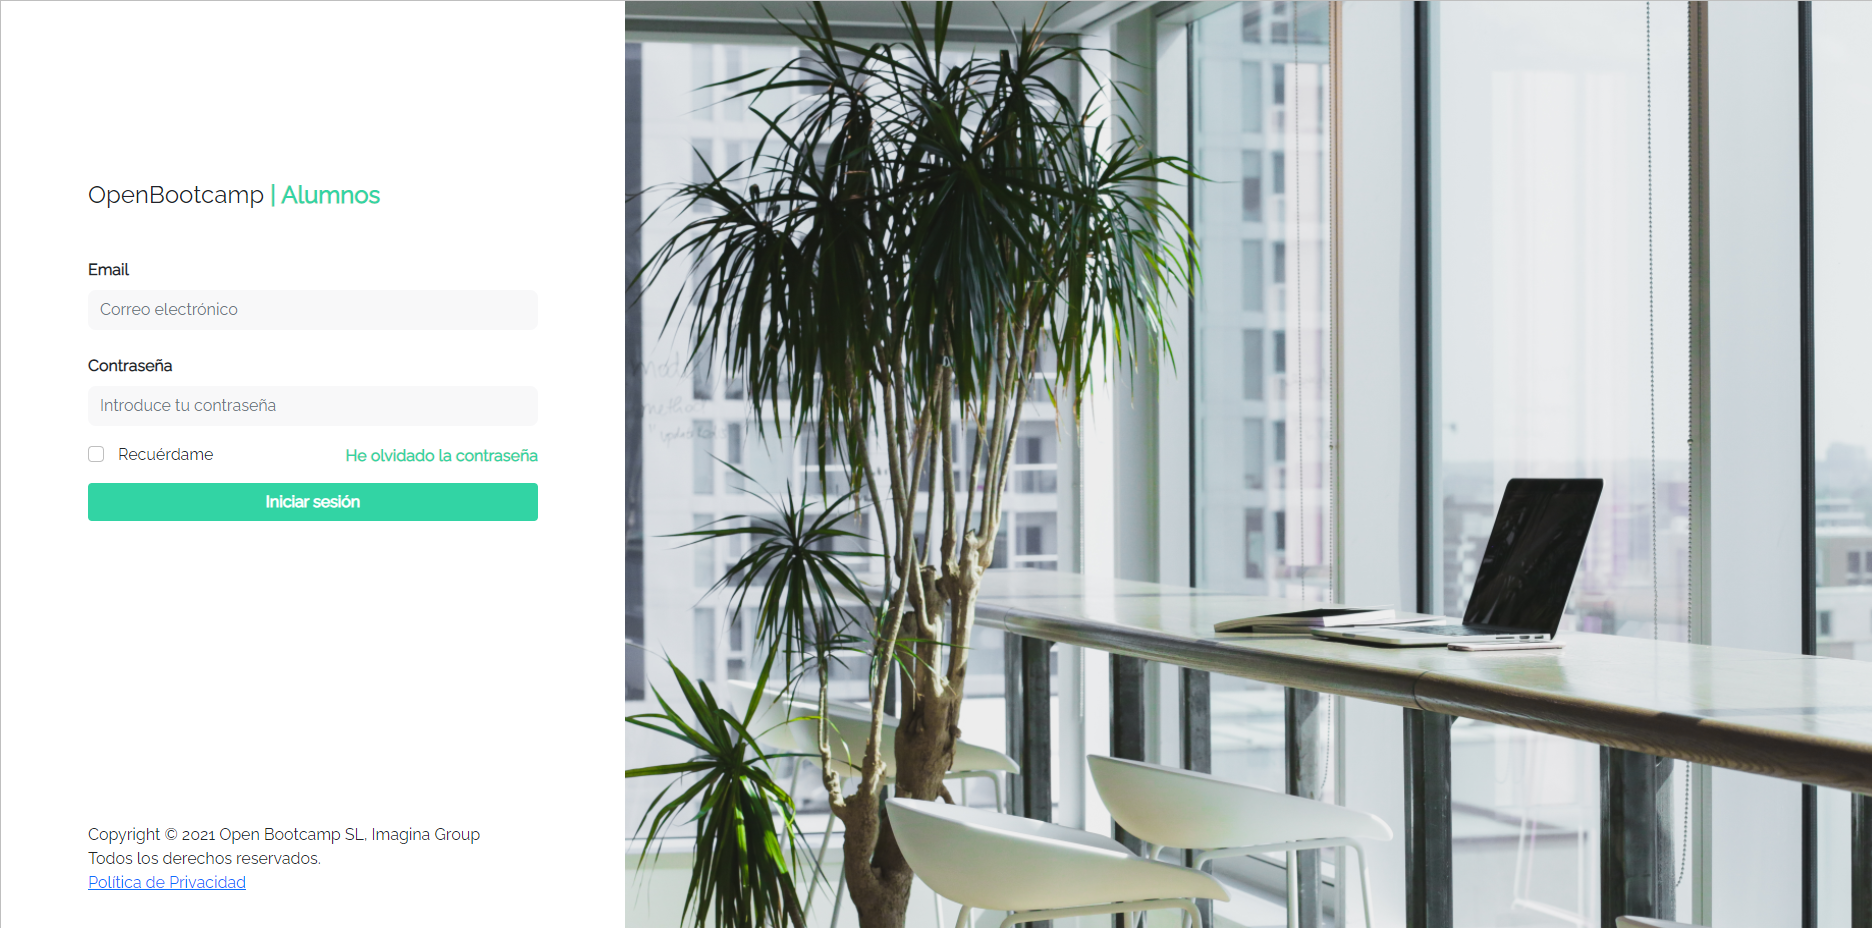 OpenBootcamp | Alumnos
Email
Correo electrónico
Contraseña
Introduce tu contraseña
Recuérdame
He olvidado la contraseña
Iniciar sesión
Copyright © 2021 Open Bootcamp SL, Imagina Group
Todos los derechos reservados.
Política de Privacidad
method